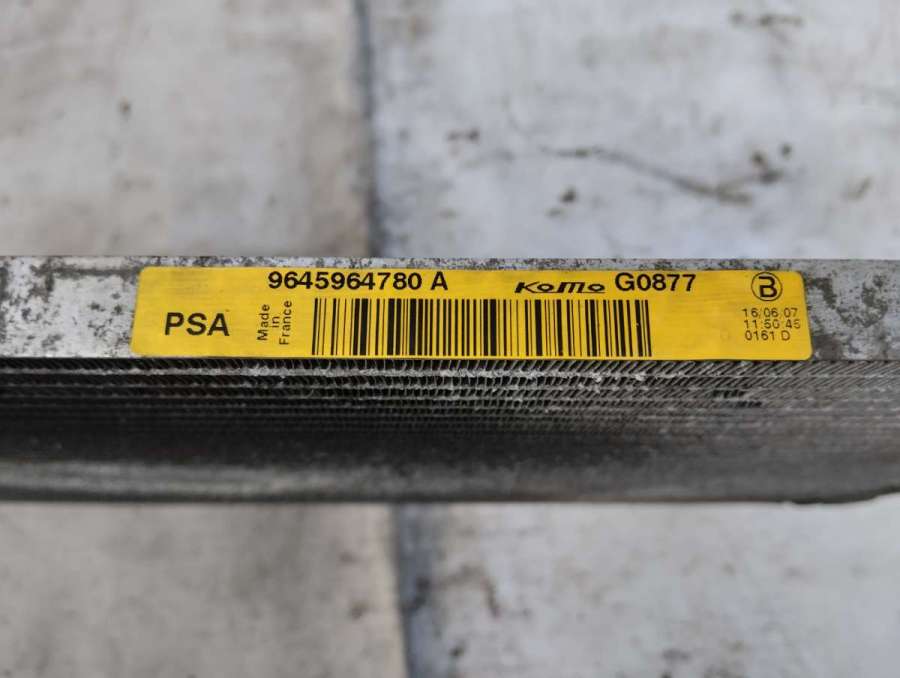 9645964780 A KoMo G0877
PSA
Made
in
France
B
16/06/07
11:50:45
0161 D